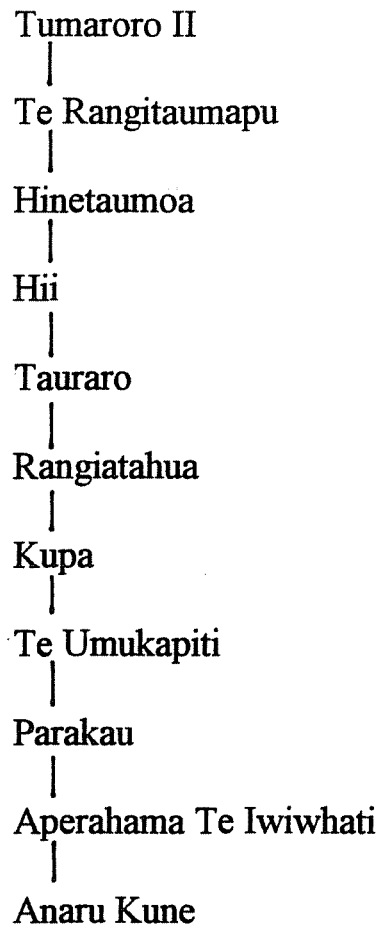 Tumaroro II
Te Rangitaumapu
Hinetaumoa
Hii
Tauraro
Rangiatahua
Kupa
Te Umukapiti
Parakau
Aperahama Te Iwiwhati
Anaru Kune